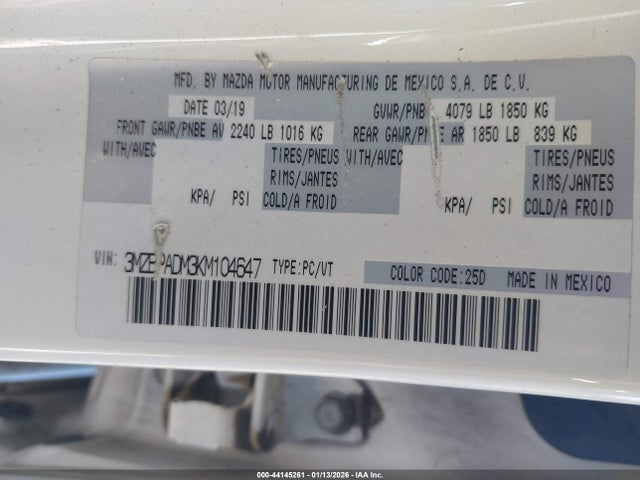 MFD. BY MAZDA MOTOR MANUFACTURING DE MEXICO S.A. DE C.V.
DATE 03/19 GVWR/PNBV 4079 LB 1850 KG
FRONT GAWR/PNBE AV 2240 LB 1016 KG REAR GAWR/PNBE AR 1850 LB 839 KG
WITH/AVEC TIRES/PNEUS WITH/AVEC TIRES/PNEUS
RIMS/JANTES RIMS/JANTES
KPA/ PSI COLD/A FROID KPA/ PSI COLD/A FROID
VIN: 3MZBPADM3KM104647 TYPE:PC/VT
COLOR CODE:25D MADE IN MEXICO
000-44145261 - 01/13/2026 - IAA Inc.